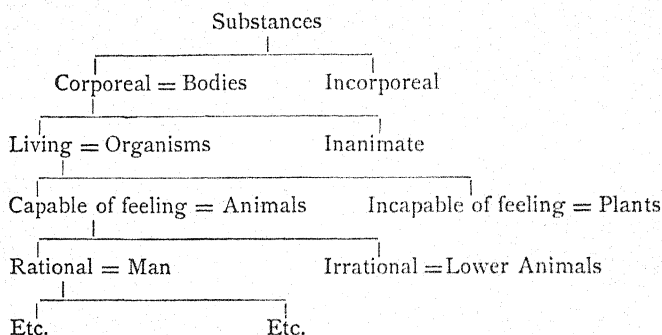 Substances
Corporeal = Bodies Incorporeal
Living = Organisms Inanimate
Capable of feeling = Animals Incapable of feeling = Plants
Rational = Man Irrational =Lower Animals
Etc. Etc.